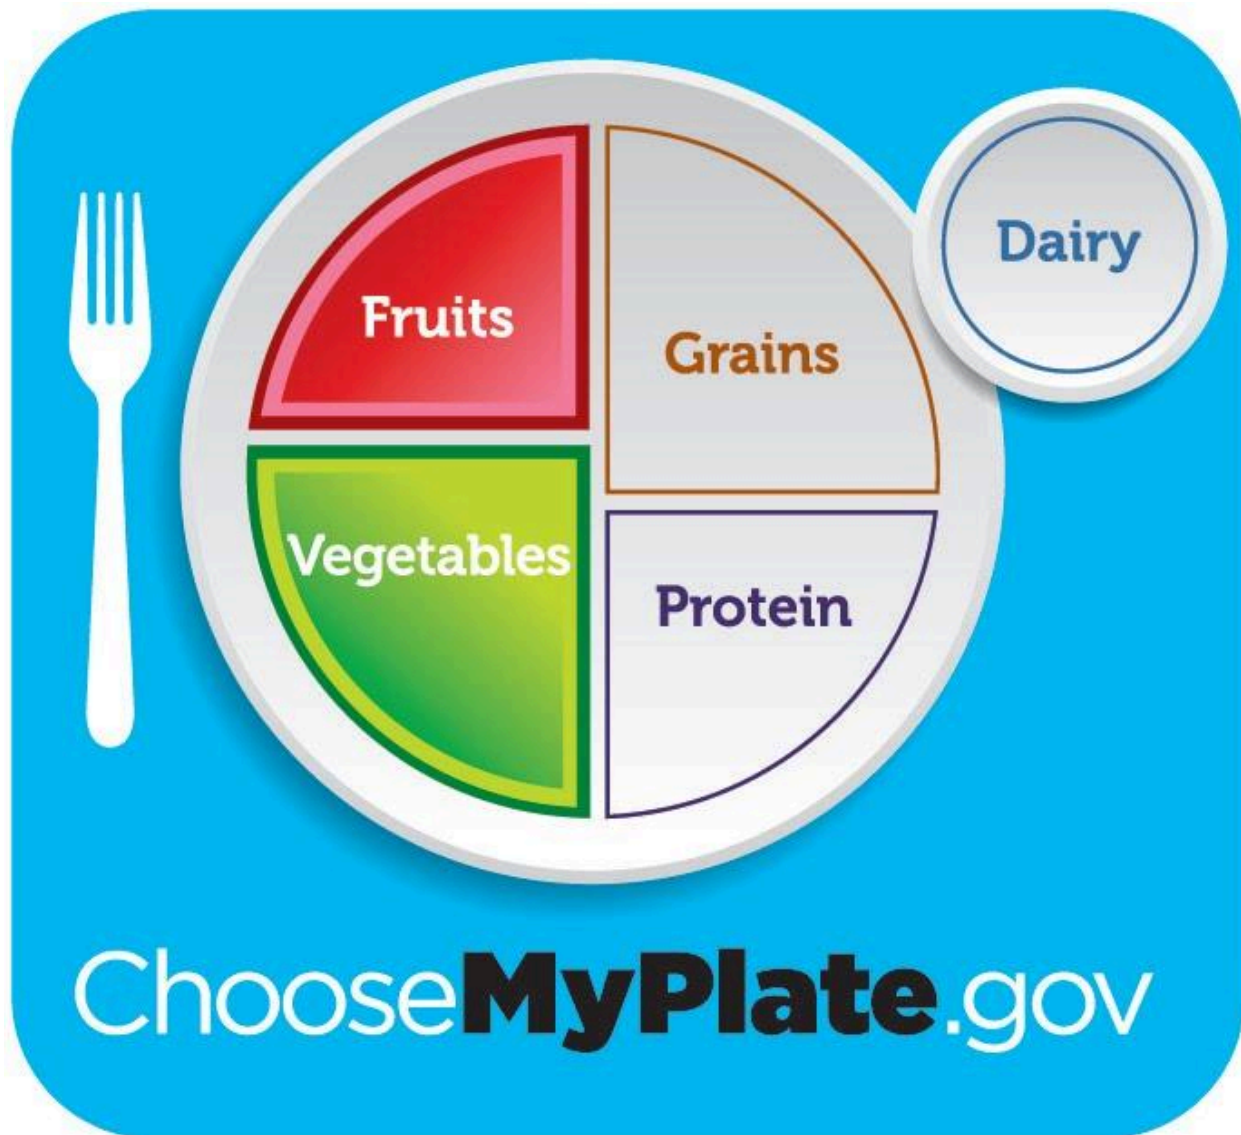 Dairy
Fruits
Grains
Vegetables
Protein
ChooseMyPlate.gov